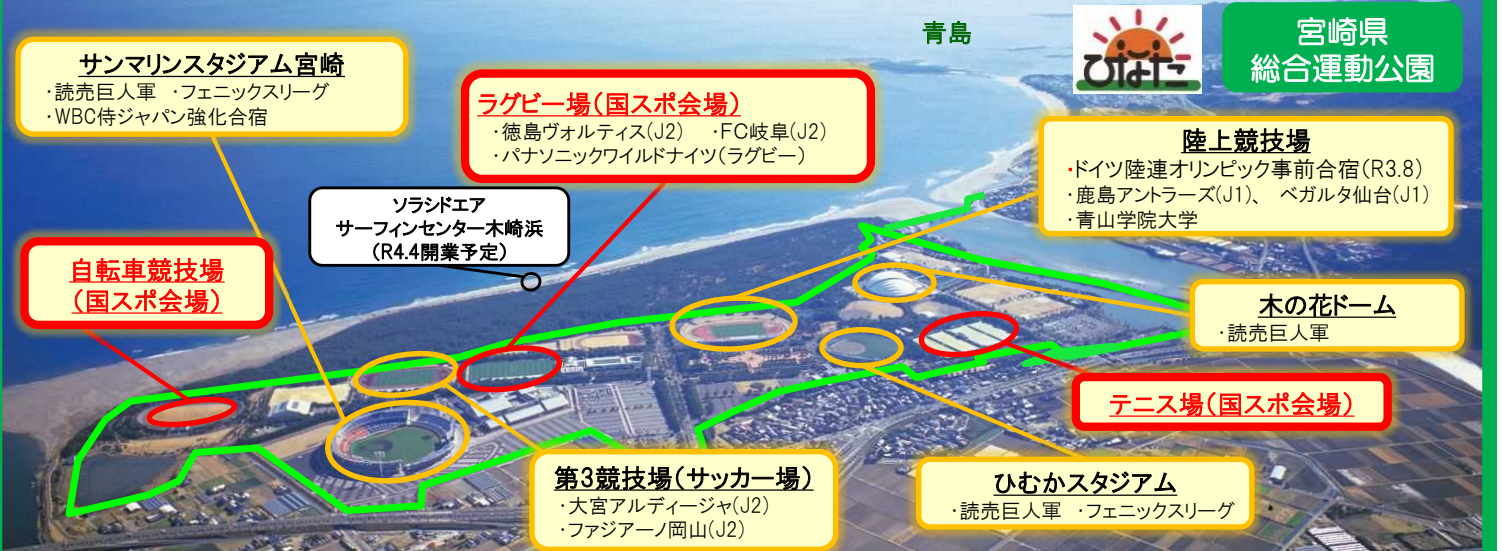 青島
ひなた
宮崎県
総合運動公園
サンマリンスタジアム宮崎
・読売巨人軍 ・フェニックスリーグ
・WBC侍ジャパン強化合宿
ラグビー場(国スポ会場)
・徳島ヴォルティス(J2) ・FC岐阜(J2)
・パナソニックワイルドナイツ(ラグビー)
陸上競技場
・ドイツ陸連オリンピック事前合宿(R3.8)
・鹿島アントラーズ(J1)、 ベガルタ仙台(J1)
・青山学院大学
ソラシドエア
サーフィンセンター木崎浜
(R4.4開業予定)
自転車競技場
(国スポ会場)
木の花ドーム
・読売巨人軍
テニス場(国スポ会場)
第3競技場(サッカー場)
・大宮アルディージャ(J2)
・ファジアーノ岡山(J2)
ひむかスタジアム
・読売巨人軍 ・フェニックスリーグ